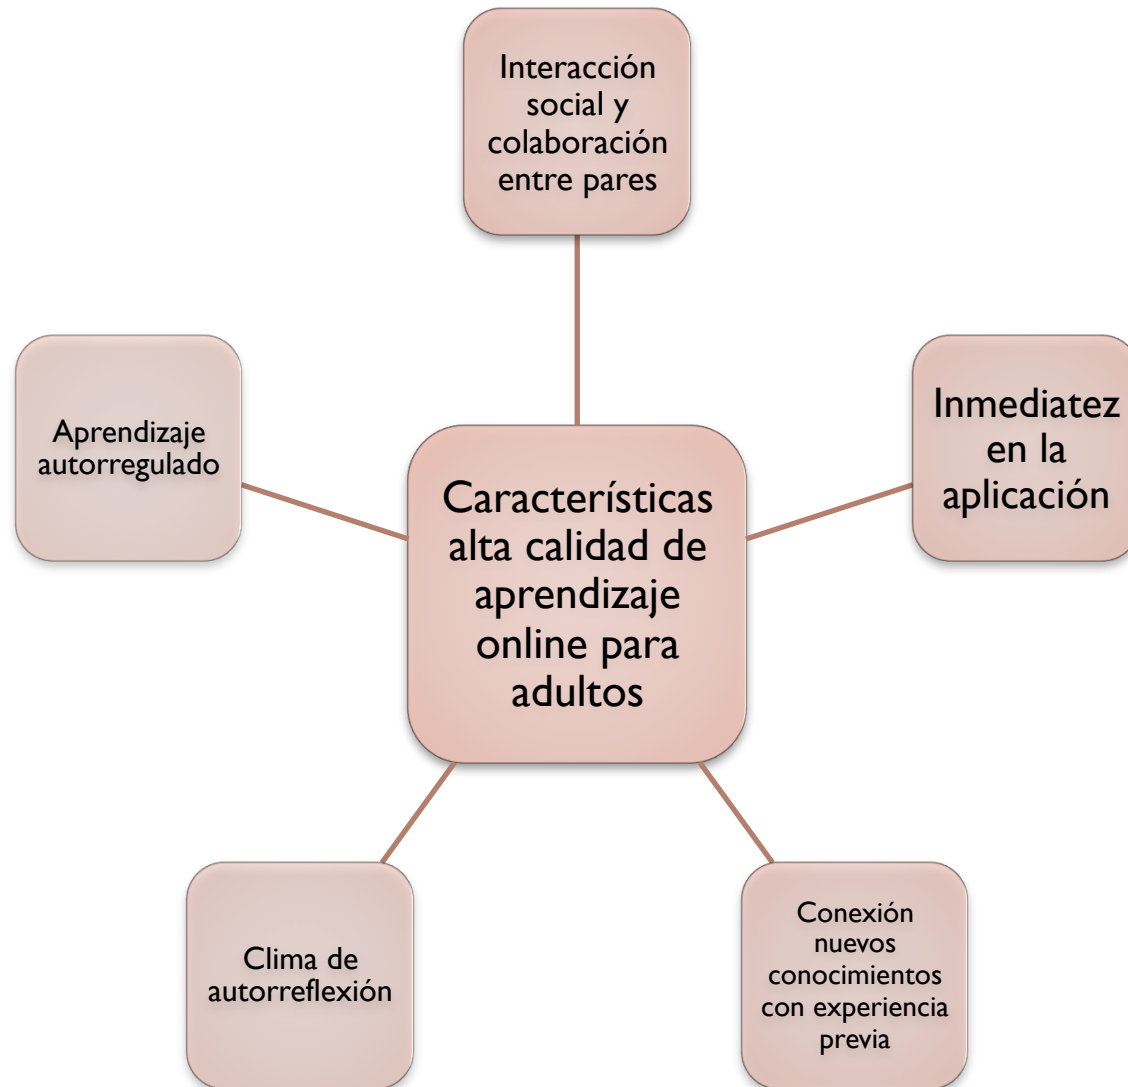 Interacción
social y
colaboración
entre pares
Inmediatez
en la
aplicación
Aprendizaje
autorregulado
Características
alta calidad de
aprendizaje
online para
adultos
Clima de
autorreflexión
Conexión
nuevos
conocimientos
con experiencia
previa